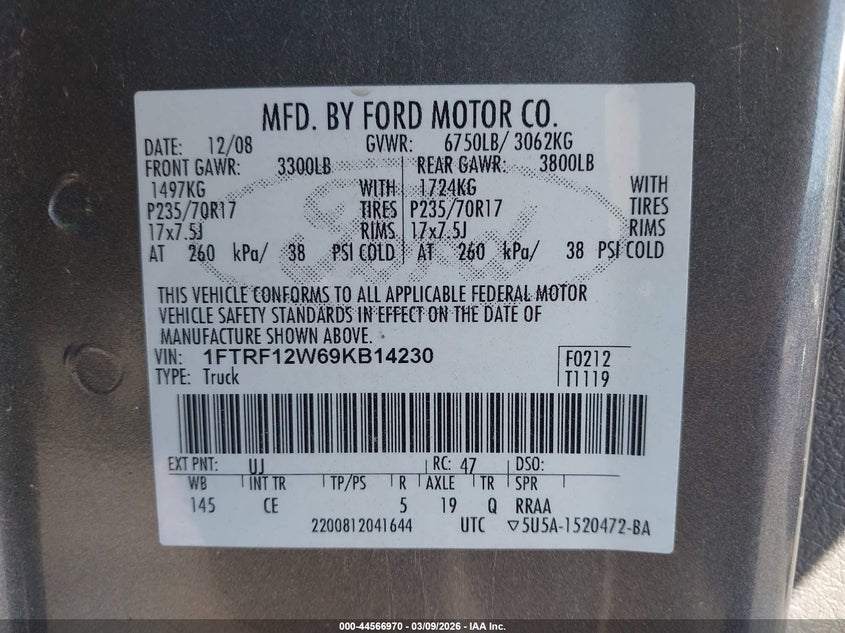 MFD. BY FORD MOTOR CO.
DATE: 12/08 GVWR: 6750LB/ 3062KG
FRONT GAWR: 3300LB REAR GAWR: 3800LB
1497KG WITH 1724KG WITH
P235/70R17 TIRES P235/70R17 TIRES
17x7.5J RIMS 17x7.5J RIMS
AT 260 kPa/ 38 PSI COLD AT 260 kPa/ 38 PSI COLD
Ford
THIS VEHICLE CONFORMS TO ALL APPLICABLE FEDERAL MOTOR
VEHICLE SAFETY STANDARDS IN EFFECT ON THE DATE OF
MANUFACTURE SHOWN ABOVE.
VIN: 1FTRF12W69KB14230 F0212
TYPE: Truck T1119
EXT PNT: UJ RC: 47 DSO:
WB INT TR TP/PS R AXLE TR SPR
145 CE 5 19 Q RRAA
2200812041644 UTC ▽5U5A-1520472-BA
000-44566970 | 03/09/2026 | IAA Inc.